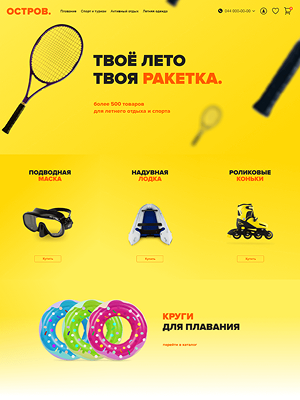 ОСТРОВ.
Плавание Спорт и туризм Активный отдых Летняя одежда
044 000-00-00
ТВОЁ ЛЕТО
ТВОЯ РАКЕТКА.
более 500 товаров
для летнего отдыха и спорта
ПОДВОДНАЯ
МАСКА
НАДУВНАЯ
ЛОДКА
РОЛИКОВЫЕ
КОНЬКИ
Купить
Купить
Купить
КРУГИ
ДЛЯ ПЛАВАНИЯ
перейти в каталог